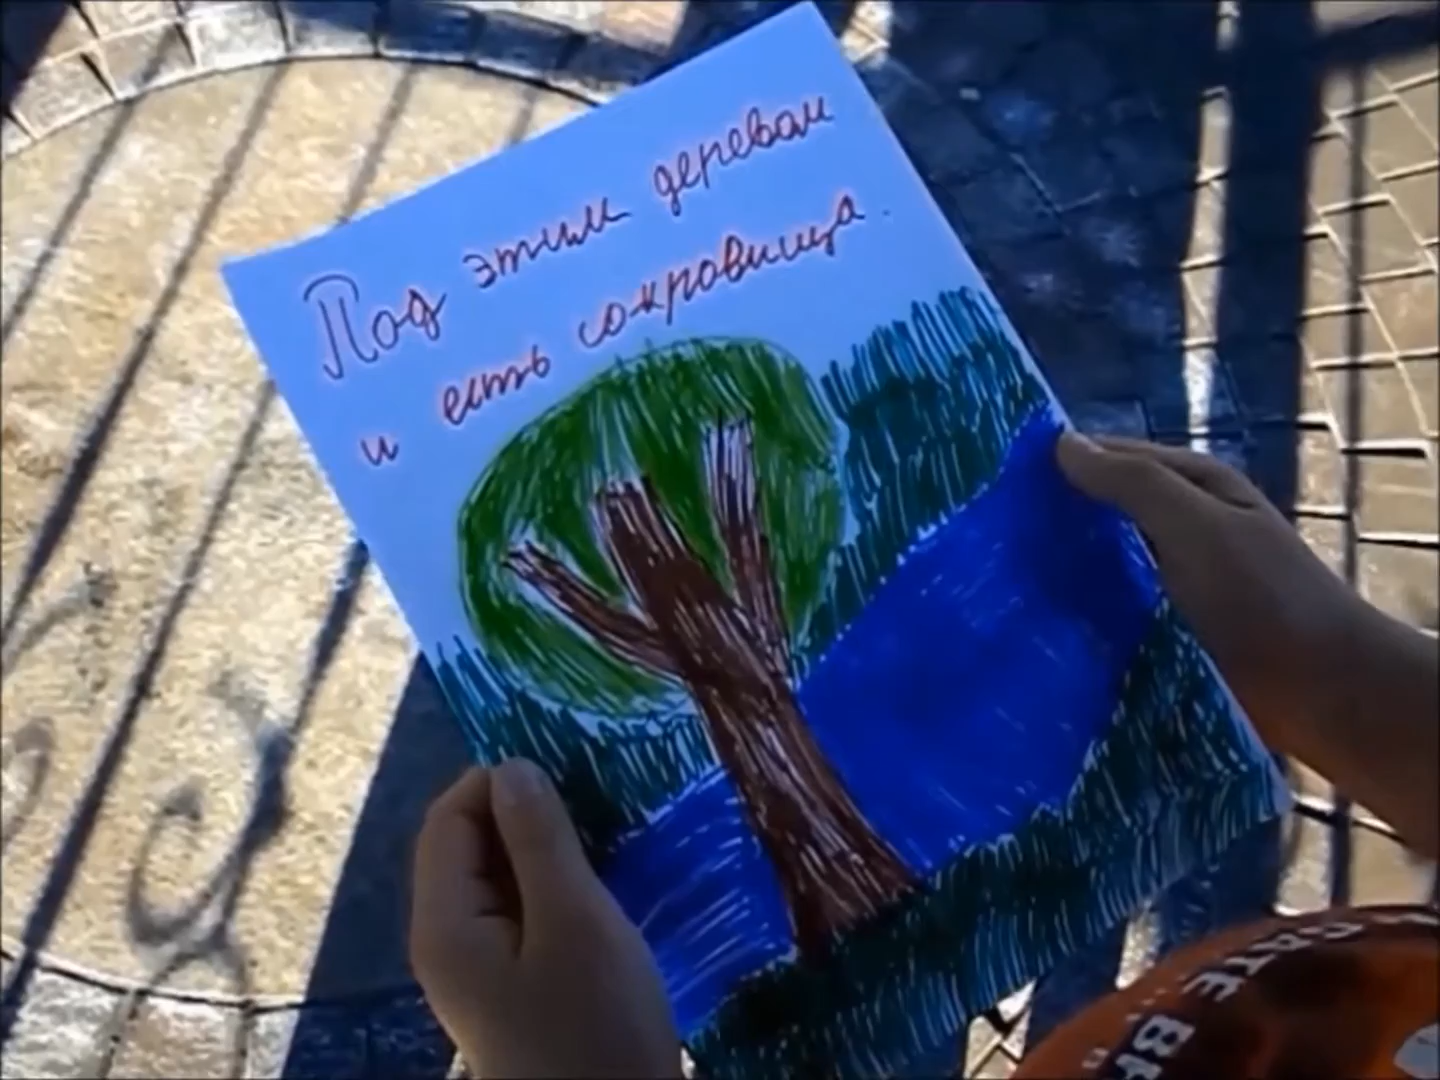 Под этим деревом
и есть сокровища.